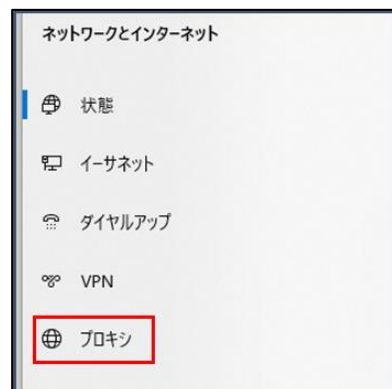 ネットワークとインターネット
状態
イーサネット
ダイヤルアップ
VPN
プロキシ